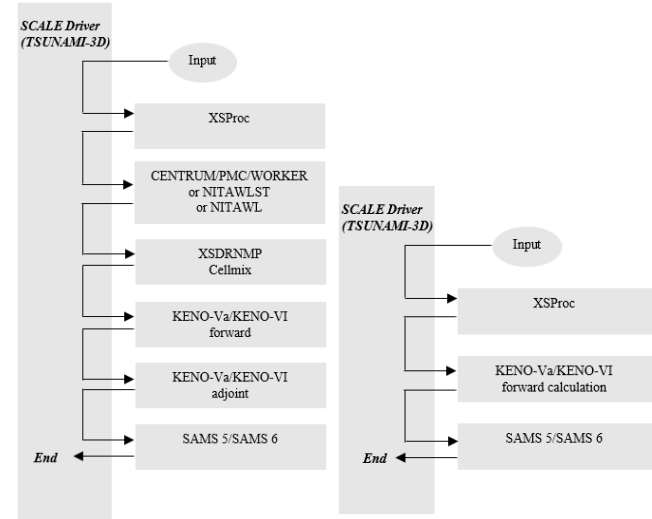 SCALE Driver
(TSUNAMI-3D)
Input
XSProc
CENTRUM/PMC/WORKER
or NITAWLST
or NITAWL
XSDRNMP
Cellmix
KENO-Va/KENO-VI
forward
KENO-Va/KENO-VI
adjoint
SAMS 5/SAMS 6
End
SCALE Driver
(TSUNAMI-3D)
Input
XSProc
KENO-Va/KENO-VI
forward calculation
SAMS 5/SAMS 6
End